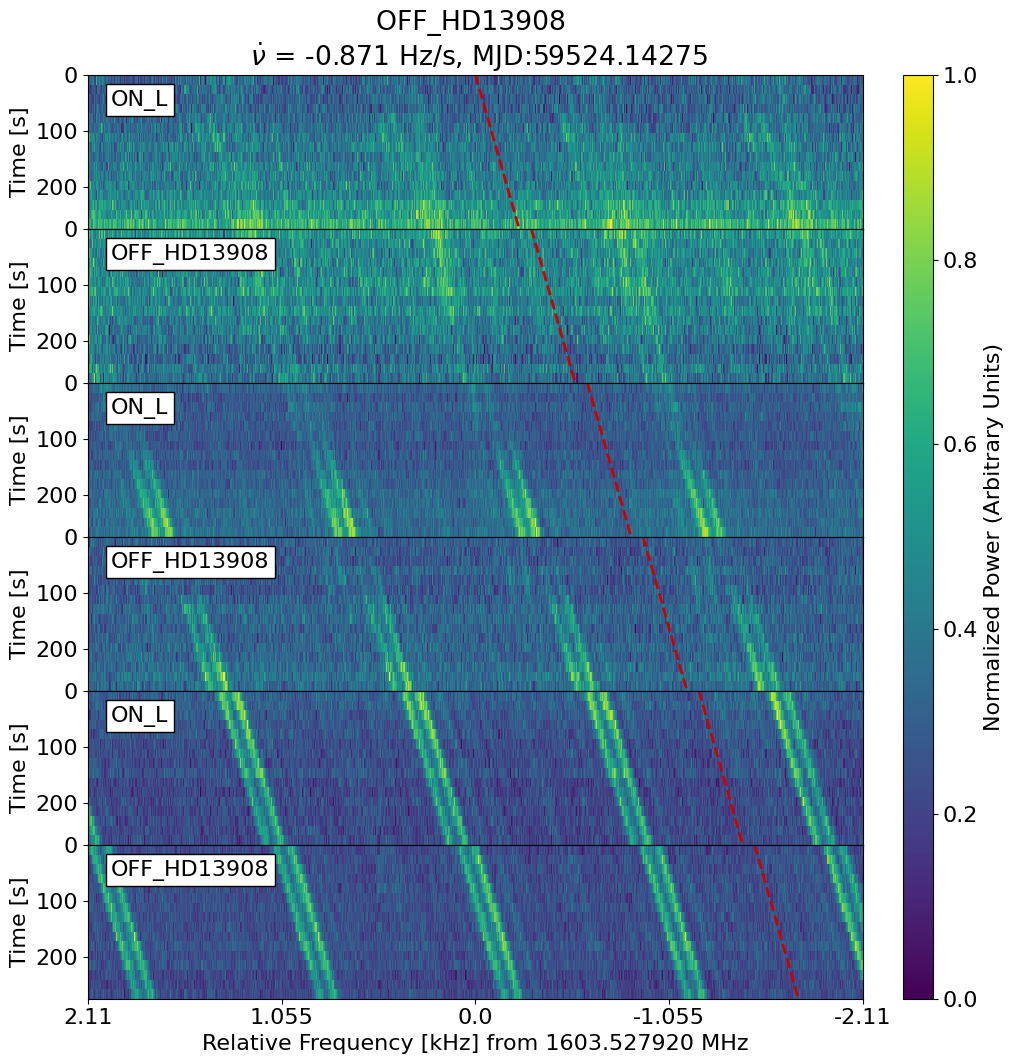 OFF_HD13908
ν̇ = -0.871 Hz/s, MJD:59524.14275
0
100
200
Time [s]
ON_L
0
100
200
Time [s]
OFF_HD13908
0
100
200
Time [s]
ON_L
0
100
200
Time [s]
OFF_HD13908
0
100
200
Time [s]
ON_L
0
100
200
Time [s]
OFF_HD13908
2.11 1.055 0.0 -1.055 -2.11
Relative Frequency [kHz] from 1603.527920 MHz
1.0
0.8
0.6
0.4
0.2
0.0
Normalized Power (Arbitrary Units)